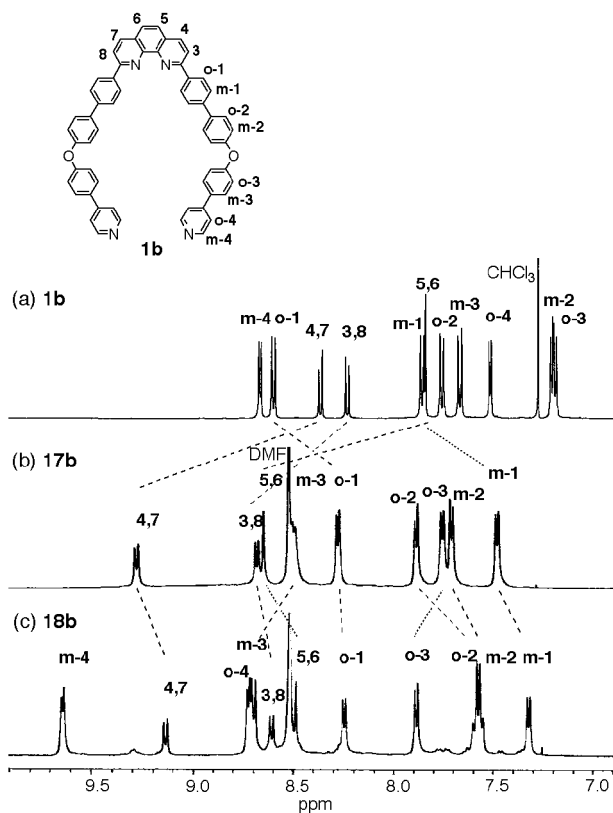 6 5
7 4
8 3
N N
o-1
m-1
o-2
m-2
O O
o-3
m-3
o-4
N N m-4
1b
(a) 1b
m-4 o-1 4,7 3,8 m-1 5,6 o-2 m-3 o-4 CHCl3 m-2 o-3
(b) 17b
4,7 3,8 5,6 DMF m-3 o-1 o-2 o-3 m-2 m-1
(c) 18b
m-4 4,7 o-4 m-3 3,8 5,6 o-1 o-3 o-2 m-2 m-1
9.5 9.0 8.5 8.0 7.5 7.0
ppm